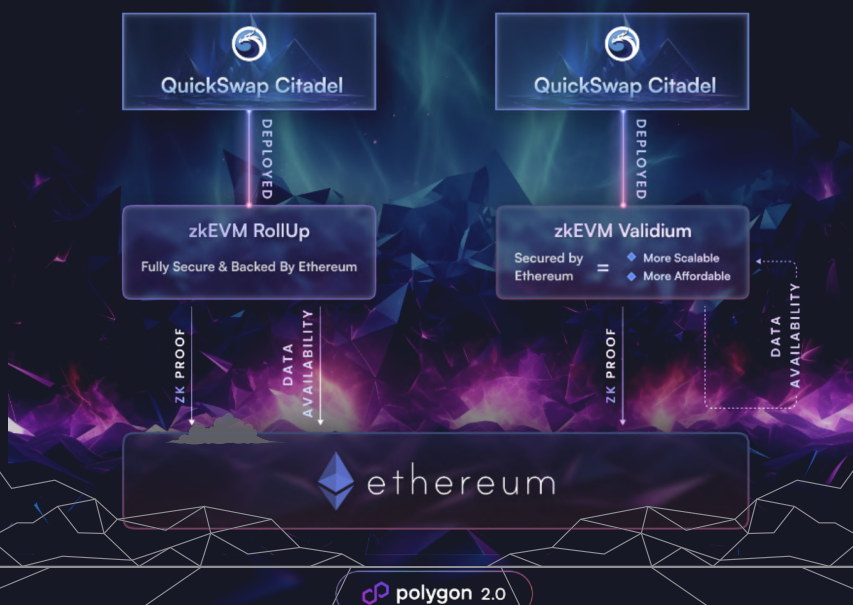 QuickSwap Citadel
DEPLOYED
zkEVM RollUp
Fully Secure & Backed By Ethereum
ZK PROOF
DATA
AVAILABILITY
QuickSwap Citadel
DEPLOYED
zkEVM Validium
Secured by
Ethereum
=
More Scalable
More Affordable
ZK PROOF
DATA
AVAILABILITY
ethereum
polygon 2.0